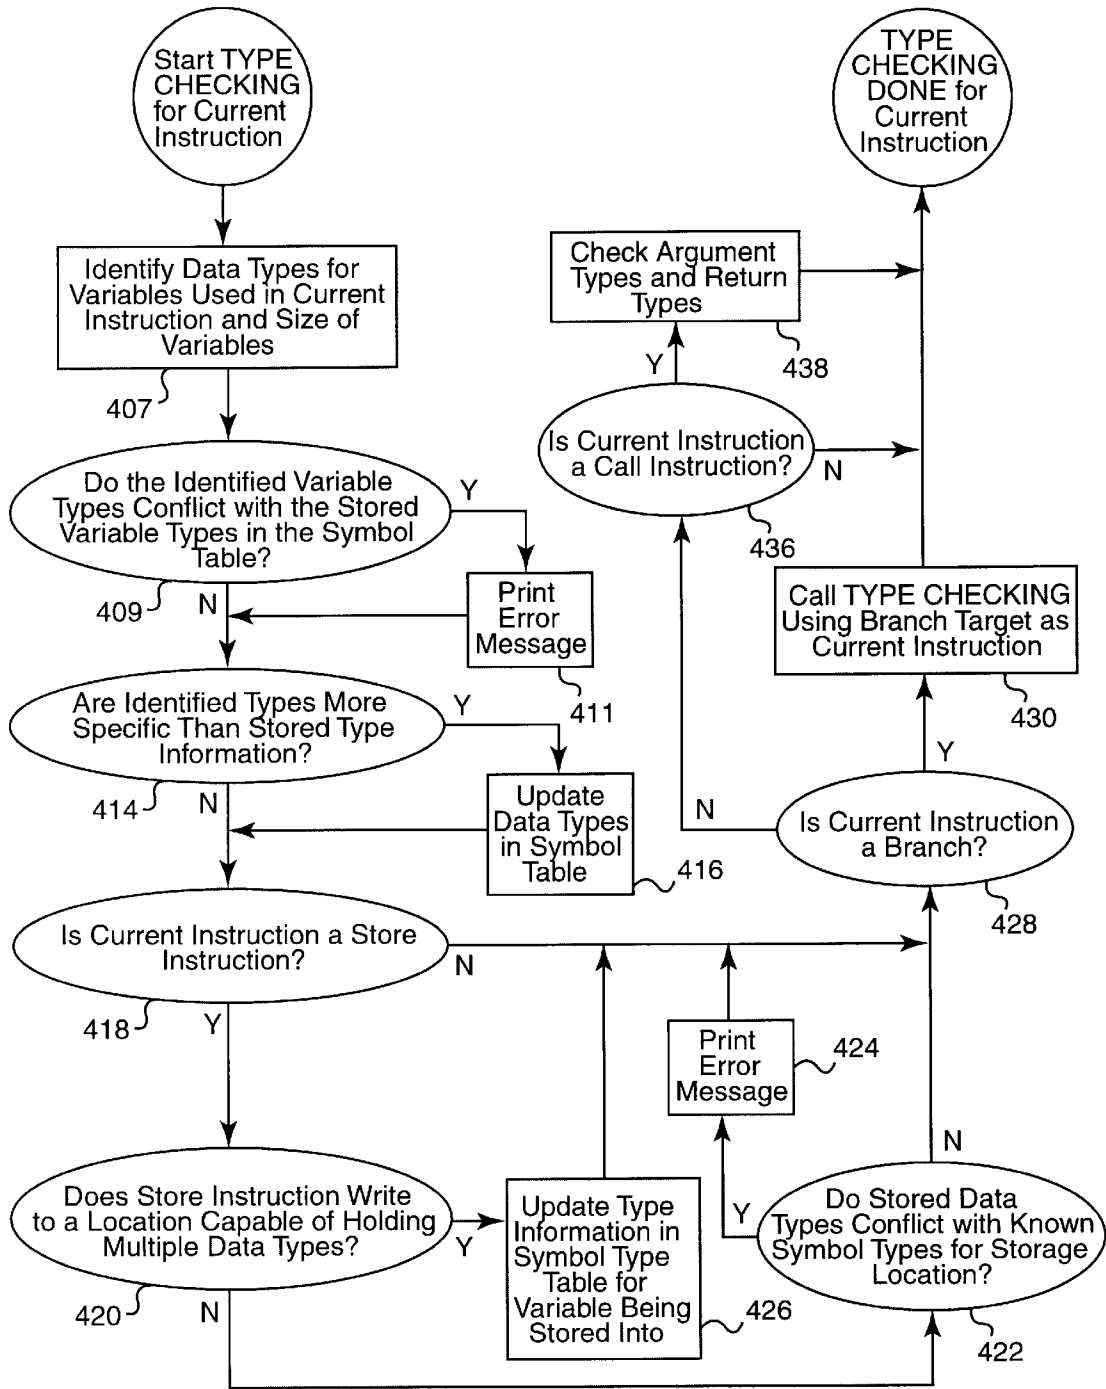 Start TYPE
CHECKING
for Current
Instruction
Identify Data Types for
Variables Used in Current
Instruction and Size of
Variables
407
Do the Identified Variable
Types Conflict with the Stored
Variable Types in the Symbol
Table?
409
Y
N
Print
Error
Message
411
Are Identified Types More
Specific Than Stored Type
Information?
414
Y
N
Update
Data Types
in Symbol
Table
416
Is Current Instruction a Store
Instruction?
418
N
Y
Does Store Instruction Write
to a Location Capable of Holding
Multiple Data Types?
420
Y
N
Update Type
Information in
Symbol Type
Table for
Variable Being
Stored Into
426
Do Stored Data
Types Conflict with Known
Symbol Types for Storage
Location?
422
Y
N
Print
Error
Message
424
Is Current Instruction
a Branch?
428
N
Y
Call TYPE CHECKING
Using Branch Target as
Current Instruction
430
Is Current Instruction
a Call Instruction?
436
Y
N
Check Argument
Types and Return
Types
438
TYPE
CHECKING
DONE for
Current
Instruction